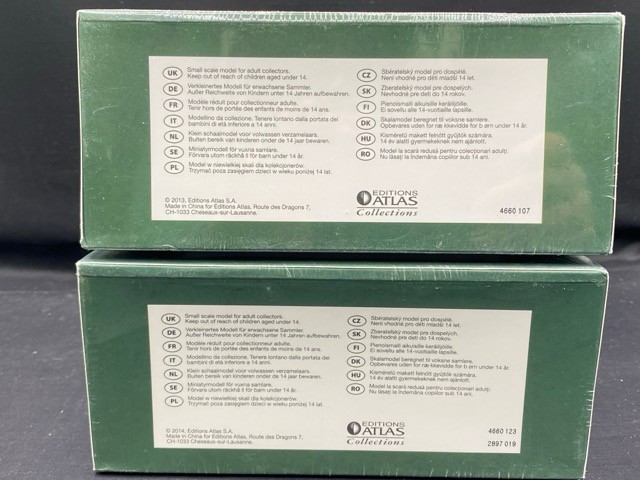 UK Small scale model for adult collectors.
Keep out of reach of children aged under 14.
DE Verkleinertes Modell für erwachsene Sammler.
Außer Reichweite von Kindern unter 14 Jahren aufbewahren.
FR Modèle réduit pour collectionneur adulte.
Tenir hors de portée des enfants de moins de 14 ans.
IT Modellino da collezione. Tenere lontano dalla portata dei
bambini di età inferiore a 14 anni.
NL Klein schaalmodel voor volwassen verzamelaars.
Buiten bereik van kinderen onder de 14 jaar bewaren.
SE Miniatyrmodell för vuxna samlare.
Förvara utom räckhåll för barn under 14 år.
PL Model w niewielkiej skali dla kolekcjonerów.
Trzymać poza zasięgiem dzieci w wieku poniżej 14 lat.
CZ Sběratelský model pro dospělé.
Není vhodné pro děti mladší 14 let.
SK Zberateľský model pre dospelých.
Nevhodné pre deti do 14 rokov.
FI Pienoismalli aikuisille keräilijöille.
Ei sovellu alle 14-vuotiaille lapsille.
DK Skalamodel beregnet til voksne samlere.
Opbevares uden for ræ kkevidde for b ørn under 14 år.
HU Kisméretű makett felnőtt gyűjtők számára.
14 év alatti gyermekeknek nem ajánlott.
RO Model la scară redusă pentru colecționari adulți.
Nu lăsați la îndemâna copiilor sub 14 ani.
© 2013, Editions Atlas S.A.
Made in China for Editions Atlas, Route des Dragons 7,
CH-1033 Cheseaux-sur-Lausanne.
EDITIONS
ATLAS
Collections
4660 107
UK Small scale model for adult collectors.
Keep out of reach of children aged under 14.
DE Verkleinertes Modell für erwachsene Sammler.
Außer Reichweite von Kindern unter 14 Jahren aufbewahren.
FR Modèle réduit pour collectionneur adulte.
Tenir hors de portée des enfants de moins de 14 ans.
IT Modellino da collezione. Tenere lontano dalla portata dei
bambini di età inferiore a 14 anni.
NL Klein schaalmodel voor volwassen verzamelaars.
Buiten bereik van kinderen onder de 14 jaar bewaren.
SE Miniatyrmodell för vuxna samlare.
Förvara utom räckhåll för barn under 14 år.
PL Model w niewielkiej skali dla kolekcjonerów.
Trzymać poza zasięgiem dzieci w wieku poniżej 14 lat.
CZ Sběratelský model pro dospělé.
Není vhodné pro děti mladší 14 let.
SK Zberateľský model pre dospelých.
Nevhodné pre deti do 14 rokov.
FI Pienoismalli aikuisille keräilijöille.
Ei sovellu alle 14-vuotiaille lapsille.
DK Skalamodel beregnet til voksne samlere.
Opbevares uden for ræ kkevidde for b ørn under 14 år.
HU Kisméretű makett felnőtt gyűjtők számára.
14 év alatti gyermekeknek nem ajánlott.
RO Model la scară redusă pentru colecționari adulți.
Nu lăsați la îndemâna copiilor sub 14 ani.
© 2014, Editions Atlas S.A.
Made in China for Editions Atlas, Route des Dragons 7,
CH-1033 Cheseaux-sur-Lausanne.
EDITIONS
ATLAS
Collections
4660 123
2897 019